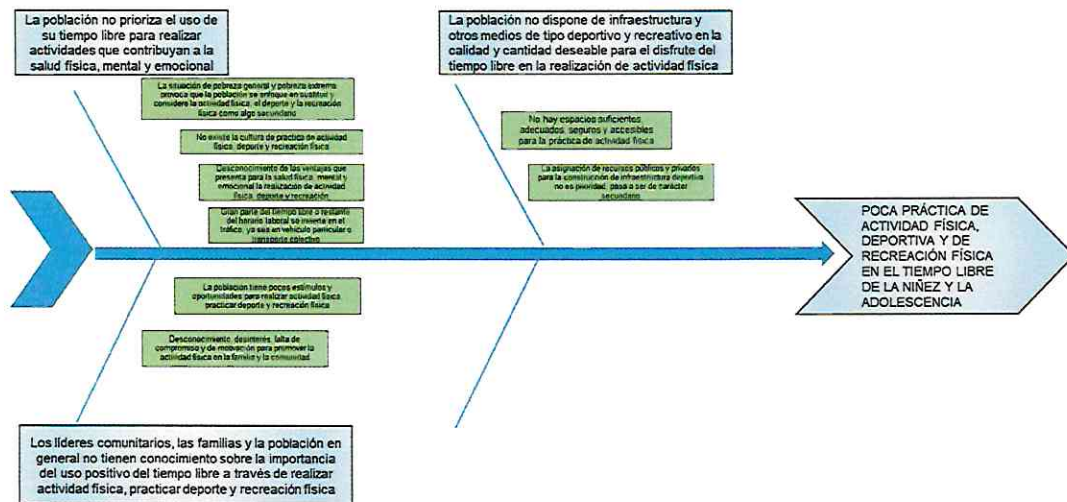 La población no prioriza el uso de
su tiempo libre para realizar
actividades que contribuyan a la
salud física, mental y emocional
La situación de pobreza general y pobreza extrema
provoca que la población se enfoque en subsistir y
considere la actividad física, el deporte y la recreación
física como algo secundario
No existe la cultura de práctica de actividad
física, deporte y recreación física
Desconocimiento de las ventajas que
presenta para la salud física, mental y
emocional la realización de actividad
física, deporte y recreación
Gran parte del tiempo libre o restante
del horario laboral se invierte en el
tráfico, ya sea en vehículo particular o
transporte colectivo
La población no dispone de infraestructura y
otros medios de tipo deportivo y recreativo en la
calidad y cantidad deseable para el disfrute del
tiempo libre en la realización de actividad física
No hay espacios suficientes
adecuados, seguros y accesibles
para la práctica de actividad física
La asignación de recursos públicos y privados
para la construcción de infraestructura deportiva
no es prioridad, pasa a ser de carácter
secundario
POCA PRÁCTICA DE
ACTIVIDAD FÍSICA,
DEPORTIVA Y DE
RECREACIÓN FÍSICA
EN EL TIEMPO LIBRE
DE LA NIÑEZ Y LA
ADOLESCENCIA
La población tiene pocos estímulos y
oportunidades para realizar actividad física
practicar deporte y recreación física
Desconocimiento, desinterés, falta de
compromiso y de motivación para promover la
actividad física en la familia y la comunidad
Los líderes comunitarios, las familias y la población en
general no tienen conocimiento sobre la importancia
del uso positivo del tiempo libre a través de realizar
actividad física, practicar deporte y recreación física